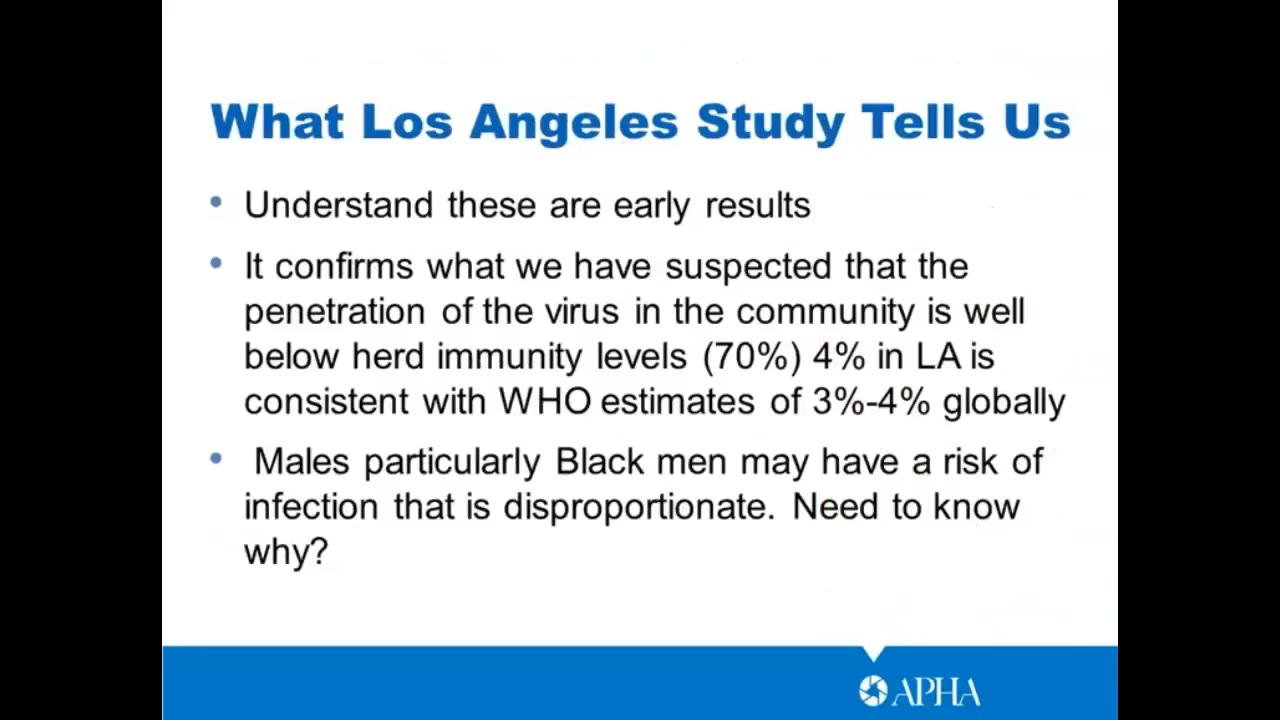 What Los Angeles Study Tells Us
• Understand these are early results
• It confirms what we have suspected that the
penetration of the virus in the community is well
below herd immunity levels (70%) 4% in LA is
consistent with WHO estimates of 3%-4% globally
• Males particularly Black men may have a risk of
infection that is disproportionate. Need to know
why?
APHA